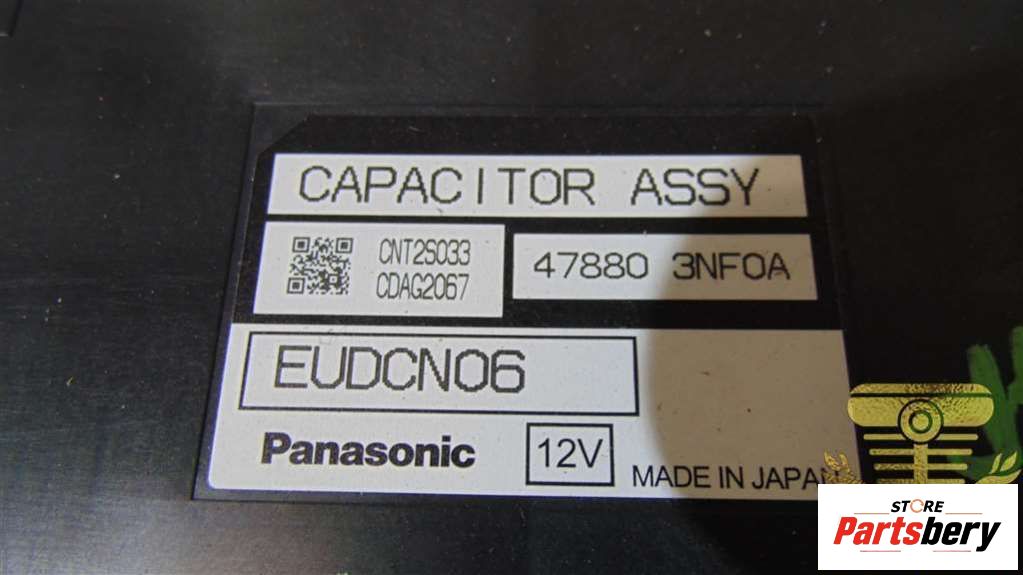 CAPACITOR ASSY
CNT2S033
CDAG2067
47880 3NF0A
EUDCN06
Panasonic
12V
MADE IN JAPAN
STORE
Partsbery